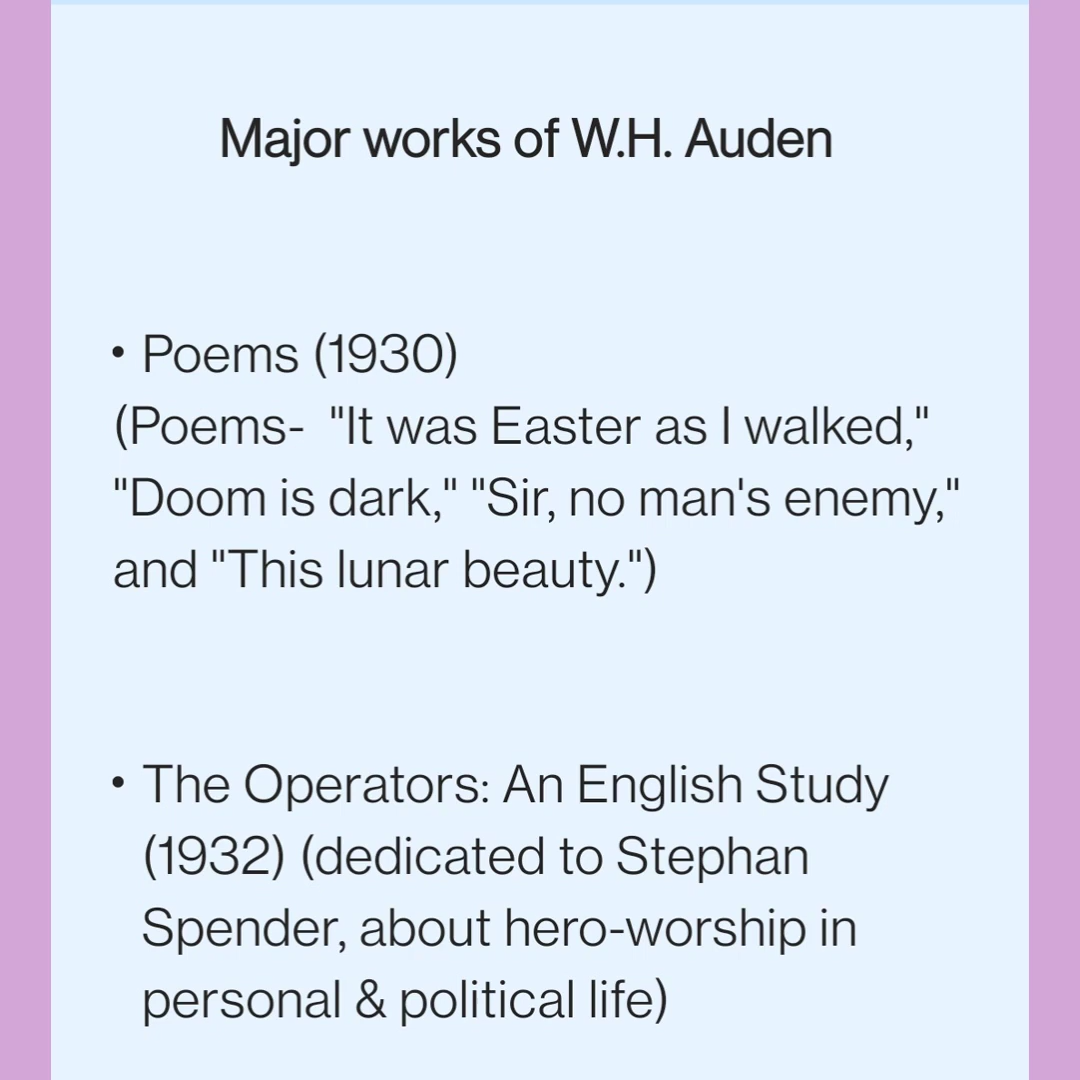 Major works of W.H. Auden
• Poems (1930)
(Poems- "It was Easter as I walked,"
"Doom is dark," "Sir, no man's enemy,"
and "This lunar beauty.")
• The Operators: An English Study
(1932) (dedicated to Stephan
Spender, about hero-worship in
personal & political life)